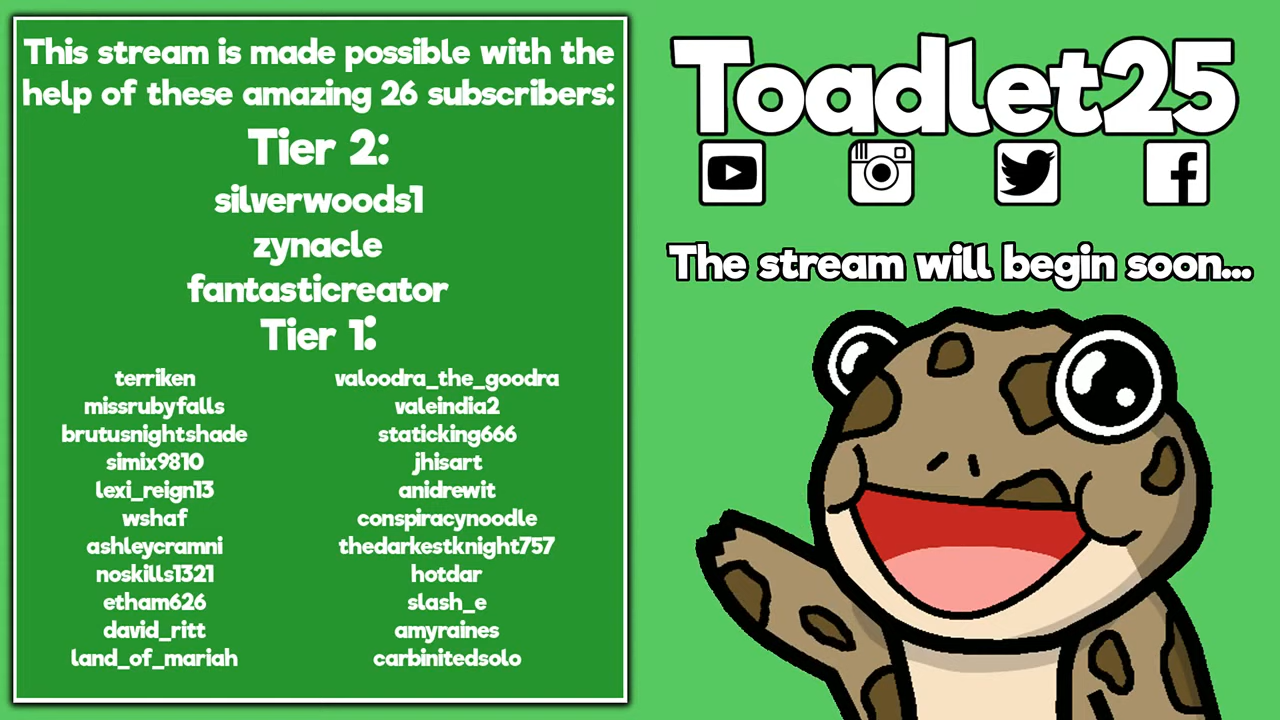 This stream is made possible with the
help of these amazing 26 subscribers:
Tier 2:
silverwoods1
zynacle
fantasticreator
Tier 1:
terriken
missrubyfalls
brutusnightshade
simix9810
lexi_reign13
wshaf
ashleycramni
noskills1321
etham626
david_ritt
land_of_mariah
valoodra_the_goodra
valeindia2
staticking666
jhisart
anidrewit
conspiracynoodle
thedarkestknight757
hotdar
slash_e
amyraines
carbinitedsolo
Toadlet25
The stream will begin soon...